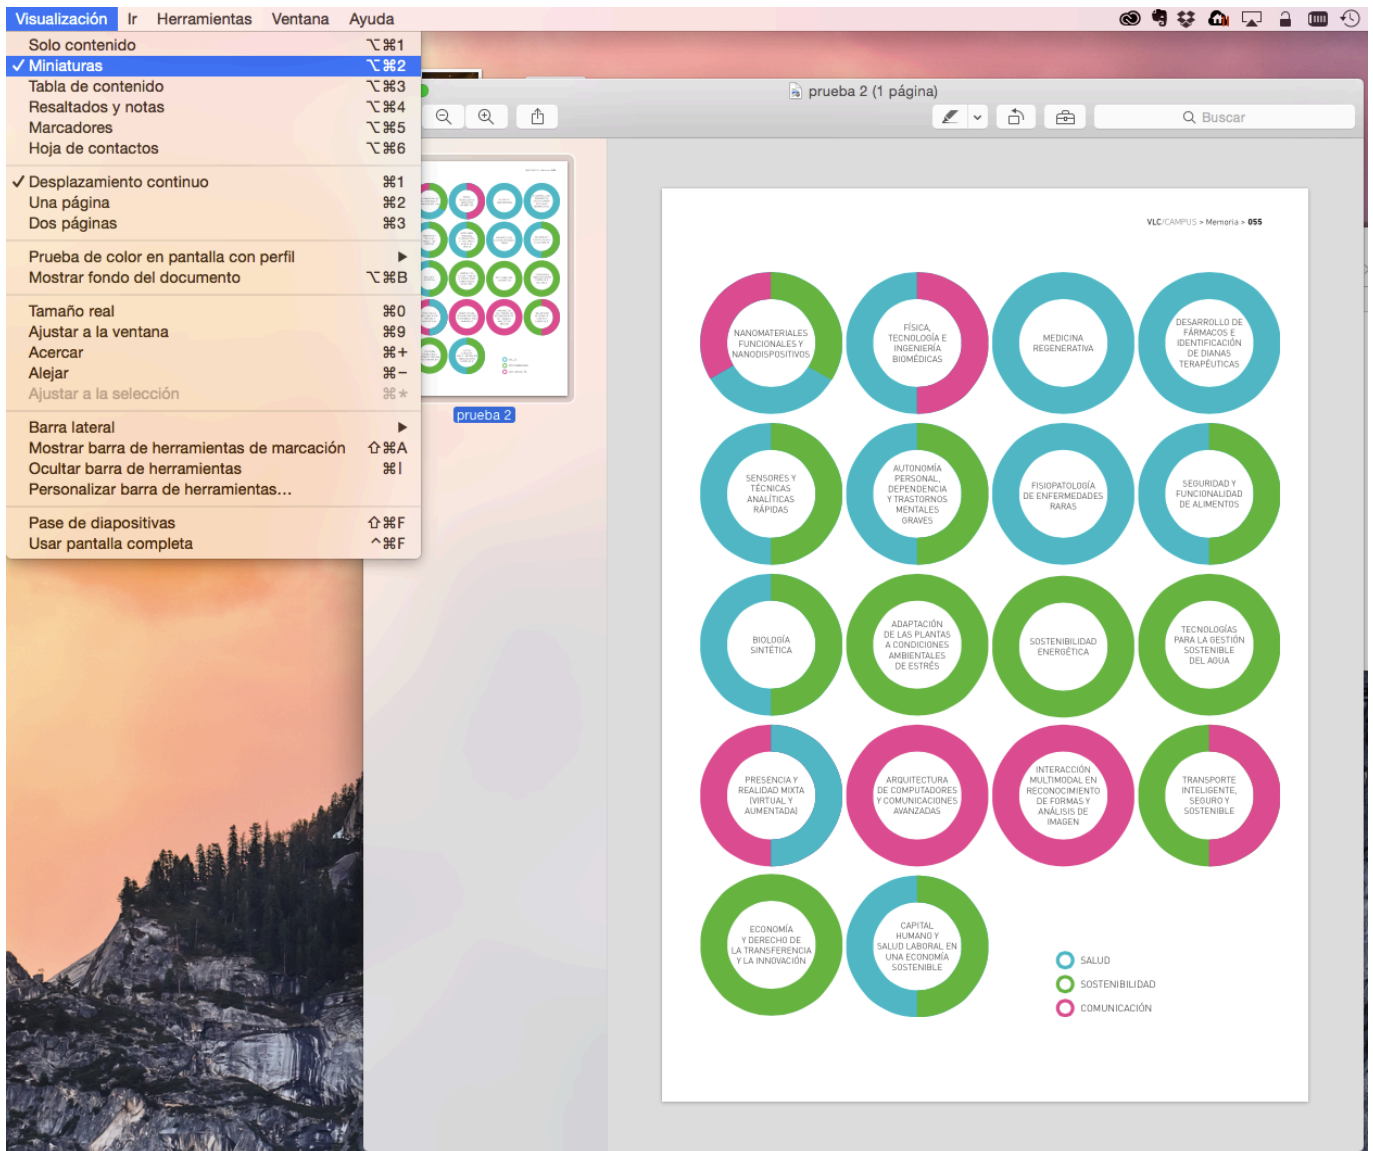 Visualización Ir Herramientas Ventana Ayuda
Solo contenido ⌥⌘1
✓ Miniaturas ⌥⌘2
Tabla de contenido ⌥⌘3
Resaltados y notas ⌥⌘4
Marcadores ⌥⌘5
Hoja de contactos ⌥⌘6
✓ Desplazamiento continuo ⌘1
Una página ⌘2
Dos páginas ⌘3
Prueba de color en pantalla con perfil ▶
Mostrar fondo del documento ⌥⌘B
Tamaño real ⌘0
Ajustar a la ventana ⌘9
Acercar ⌘+
Alejar ⌘−
Ajustar a la selección ⌘*
Barra lateral ▶
Mostrar barra de herramientas de marcación ⇧⌘A
Ocultar barra de herramientas ⌘|
Personalizar barra de herramientas...
Pase de diapositivas ⇧⌘F
Usar pantalla completa ^⌘F
prueba 2 (1 página)
Buscar
prueba 2
VLC/CAMPUS > Memoria > 055
NANOMATERIALES
FUNCIONALES Y
NANODISPOSITIVOS
FÍSICA,
TECNOLOGÍA E
INGENIERÍA
BIOMÉDICAS
MEDICINA
REGENERATIVA
DESARROLLO DE
FÁRMACOS E
IDENTIFICACIÓN
DE DIANAS
TERAPÉUTICAS
SENSORES Y
TÉCNICAS
ANALÍTICAS
RÁPIDAS
AUTONOMÍA
PERSONAL,
DEPENDENCIA
Y TRASTORNOS
MENTALES
GRAVES
FISIOPATOLOGÍA
DE ENFERMEDADES
RARAS
SEGURIDAD Y
FUNCIONALIDAD
DE ALIMENTOS
BIOLOGÍA
SINTÉTICA
ADAPTACIÓN
DE LAS PLANTAS
A CONDICIONES
AMBIENTALES
DE ESTRÉS
SOSTENIBILIDAD
ENERGÉTICA
TECNOLOGÍAS
PARA LA GESTIÓN
SOSTENIBLE
DEL AGUA
PRESENCIA Y
REALIDAD MIXTA
(VIRTUAL Y
AUMENTADA)
ARQUITECTURA
DE COMPUTADORES
Y COMUNICACIONES
AVANZADAS
INTERACCIÓN
MULTIMODAL EN
RECONOCIMIENTO
DE FORMAS Y
ANÁLISIS DE
IMAGEN
TRANSPORTE
INTELIGENTE,
SEGURO Y
SOSTENIBLE
ECONOMÍA
Y DERECHO DE
LA TRANSFERENCIA
Y LA INNOVACIÓN
CAPITAL
HUMANO Y
SALUD LABORAL EN
UNA ECONOMÍA
SOSTENIBLE
SALUD
SOSTENIBILIDAD
COMUNICACIÓN